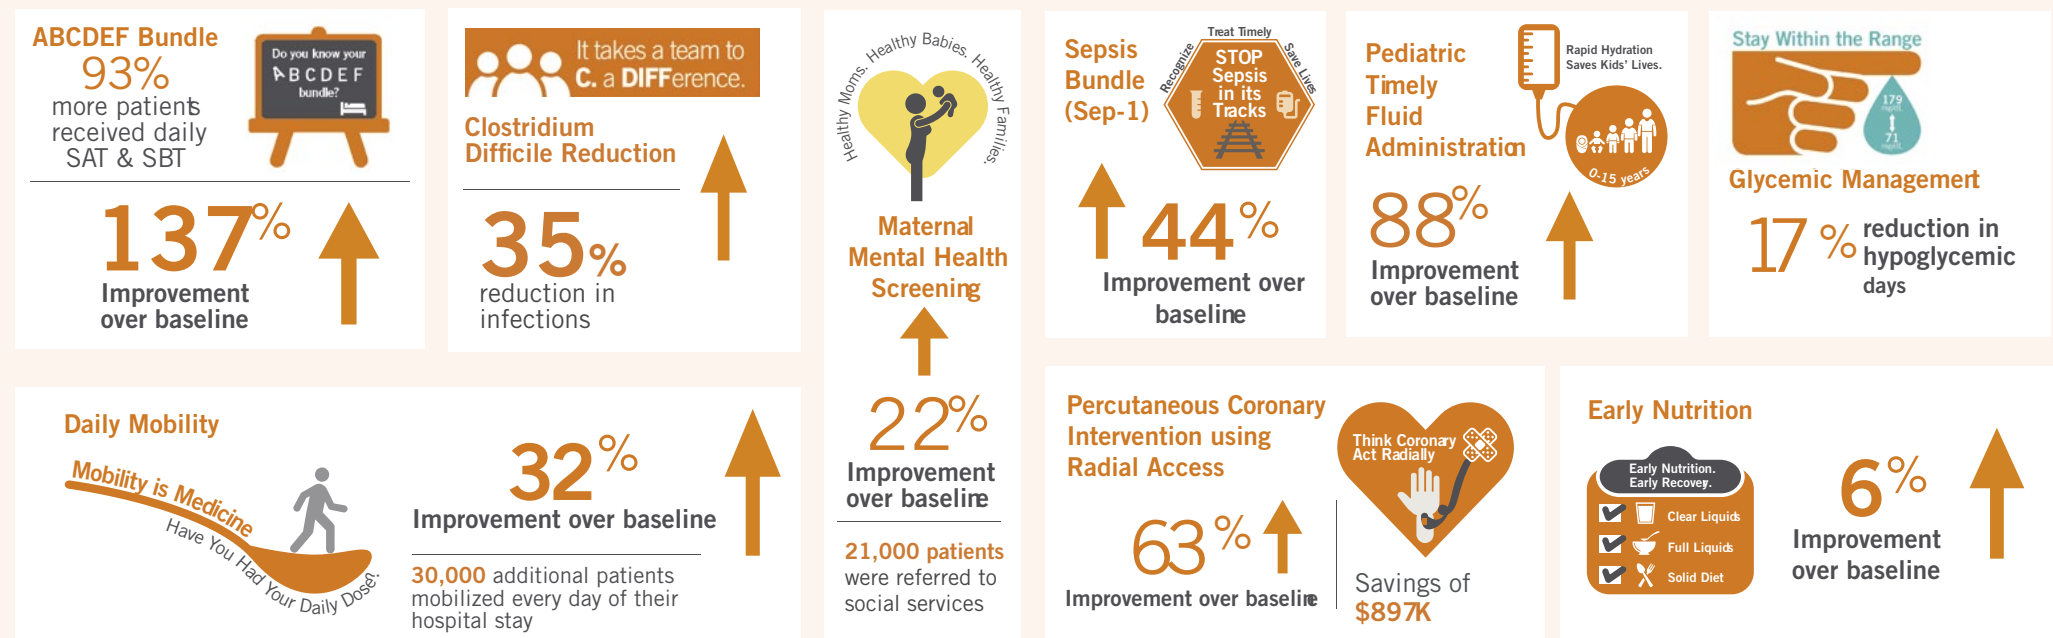 ABCDEF Bundle
93%
more patients
received daily
SAT & SBT
Do you know your
ABCDEF
bundle?
137%
Improvement
over baseline
It takes a team to
C. a DIFFerence.
Clostridium
Difficile Reduction
35%
reduction in
infections
Healthy Moms. Healthy Babies. Healthy Families.
Maternal
Mental Health
Screening
22%
Improvement
over baseline
21,000 patients
were referred to
social services
Sepsis
Bundle
(Sep-1)
Recognize
Treat Timely
Save Lives
STOP
Sepsis
in its
Tracks
44%
Improvement over
baseline
Pediatric
Timely
Fluid
Administration
Rapid Hydration
Saves Kids' Lives.
0-15 years
88%
Improvement
over baseline
Stay Within the Range
179
mg/dL
71
mg/dL
Glycemic Management
17%
reduction in
hypoglycemic
days
Daily Mobility
Mobility is Medicine
Have You Had Your Daily Dose?
32%
Improvement over baseline
30,000 additional patients
mobilized every day of their
hospital stay
Percutaneous Coronary
Intervention using
Radial Access
63%
Improvement over baseline
Think Coronary
Act Radially
Savings of
$897K
Early Nutrition
Early Nutrition.
Early Recovery.
Clear Liquids
Full Liquids
Solid Diet
6%
Improvement
over baseline